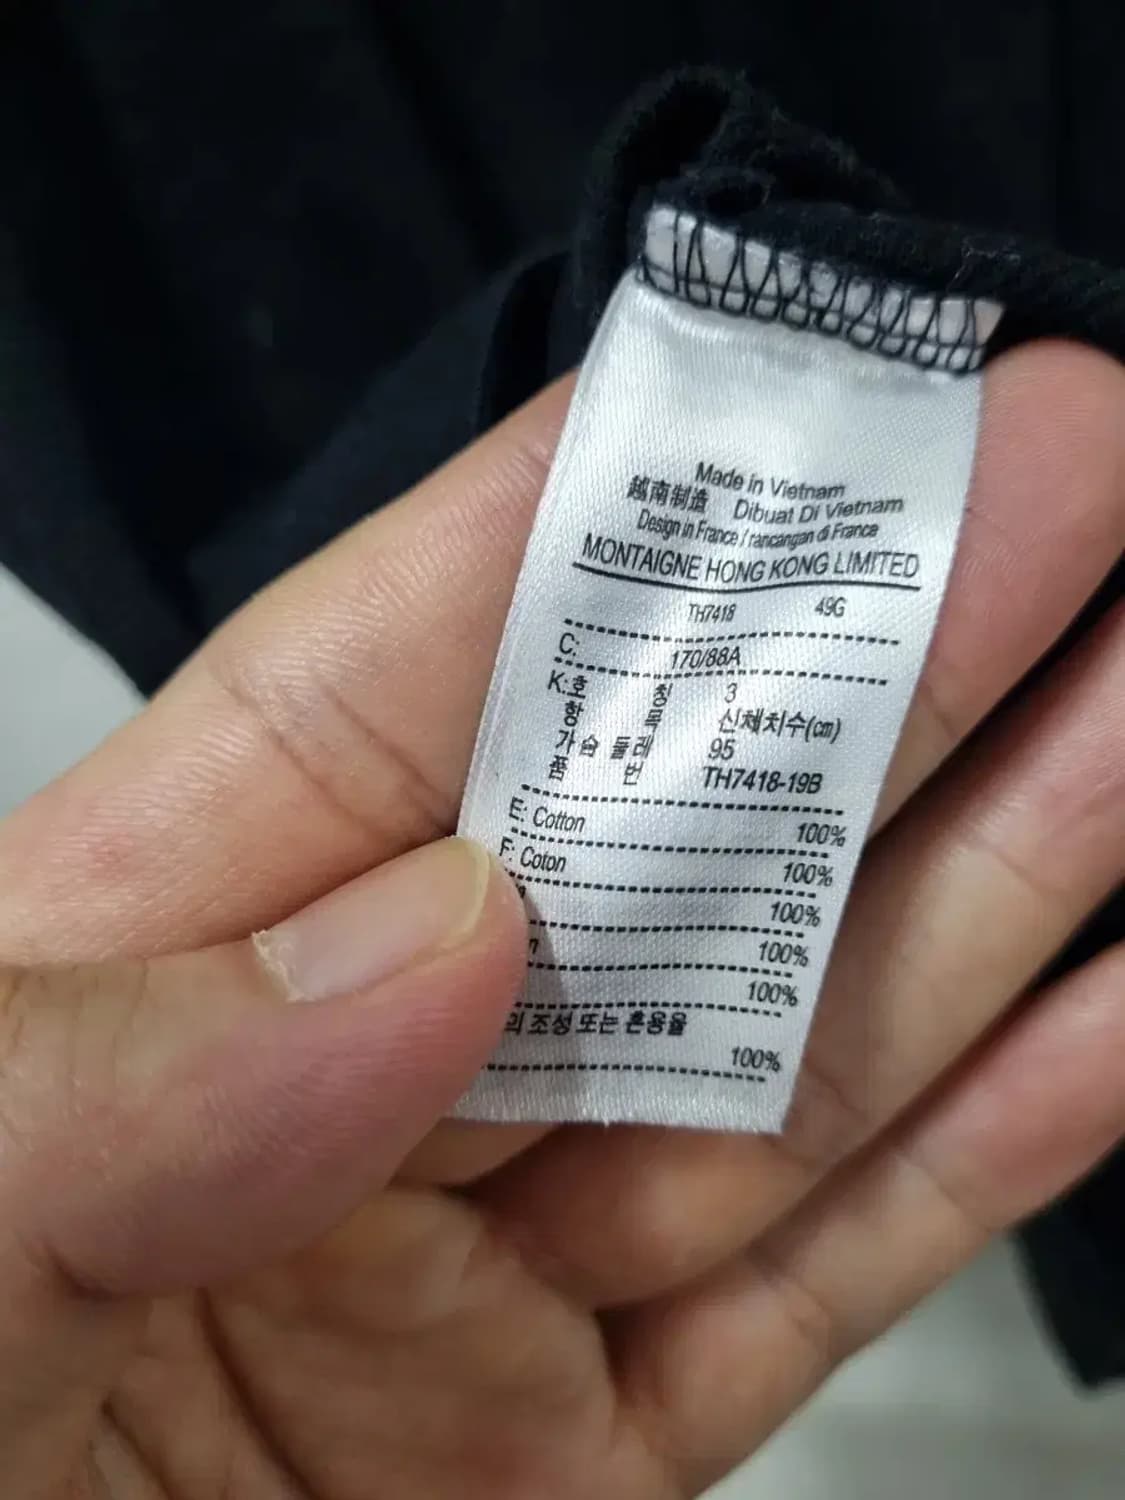 Made in Vietnam
越南制造 Dibuat Di Vietnam
Design in France / rancangan di France
MONTAIGNE HONG KONG LIMITED
TH7418 49G
C: 170/88A
K:호 칭 3
항 목 신체치수(cm)
가슴 둘레 95
품 번 TH7418-19B
E: Cotton 100%
F: Coton 100%
100%
100%
100%
의 조성 또는 혼용율
100%